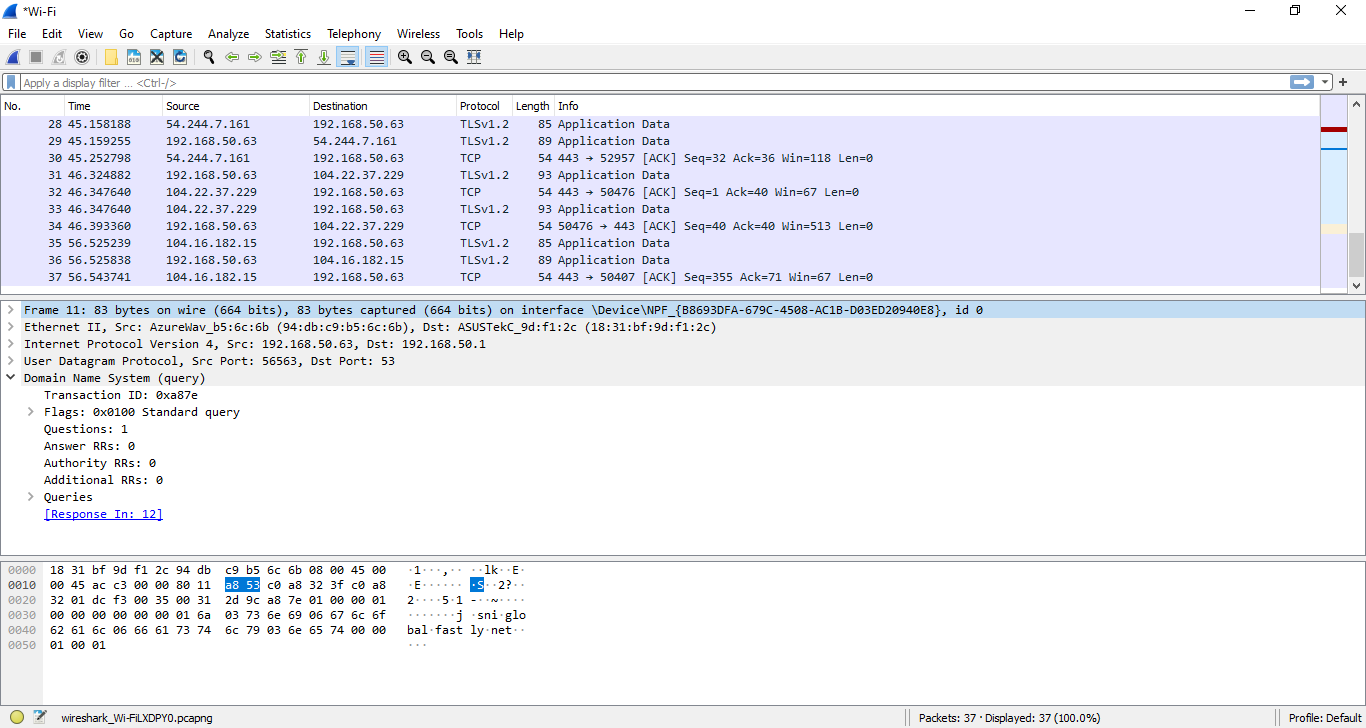 *Wi-Fi
File Edit View Go Capture Analyze Statistics Telephony Wireless Tools Help
Apply a display filter ... <Ctrl-/>
No. Time Source Destination Protocol Length Info
28 45.158188 54.244.7.161 192.168.50.63 TLSv1.2 85 Application Data
29 45.159255 192.168.50.63 54.244.7.161 TLSv1.2 89 Application Data
30 45.252798 54.244.7.161 192.168.50.63 TCP 54 443 → 52957 [ACK] Seq=32 Ack=36 Win=118 Len=0
31 46.324882 192.168.50.63 104.22.37.229 TLSv1.2 93 Application Data
32 46.347640 104.22.37.229 192.168.50.63 TCP 54 443 → 50476 [ACK] Seq=1 Ack=40 Win=67 Len=0
33 46.347640 104.22.37.229 192.168.50.63 TLSv1.2 93 Application Data
34 46.393360 192.168.50.63 104.22.37.229 TCP 54 50476 → 443 [ACK] Seq=40 Ack=40 Win=513 Len=0
35 56.525239 104.16.182.15 192.168.50.63 TLSv1.2 85 Application Data
36 56.525838 192.168.50.63 104.16.182.15 TLSv1.2 89 Application Data
37 56.543741 104.16.182.15 192.168.50.63 TCP 54 443 → 50407 [ACK] Seq=355 Ack=71 Win=67 Len=0
Frame 11: 83 bytes on wire (664 bits), 83 bytes captured (664 bits) on interface \Device\NPF_{B8693DFA-679C-4508-AC1B-D03ED20940E8}, id 0
Ethernet II, Src: AzureWav_b5:6c:6b (94:db:c9:b5:6c:6b), Dst: ASUSTekC_9d:f1:2c (18:31:bf:9d:f1:2c)
Internet Protocol Version 4, Src: 192.168.50.63, Dst: 192.168.50.1
User Datagram Protocol, Src Port: 56563, Dst Port: 53
Domain Name System (query)
Transaction ID: 0xa87e
Flags: 0x0100 Standard query
Questions: 1
Answer RRs: 0
Authority RRs: 0
Additional RRs: 0
Queries
[Response In: 12]
0000 18 31 bf 9d f1 2c 94 db c9 b5 6c 6b 08 00 45 00 ·1···,·· ··lk··E·
0010 00 45 ac c3 00 00 80 11 a8 53 c0 a8 32 3f c0 a8 ·E······ ·S··2?··
0020 32 01 dc f3 00 35 00 31 2d 9c a8 7e 01 00 00 01 2····5·1 -··~····
0030 00 00 00 00 00 00 01 6a 03 73 6e 69 06 67 6c 6f ·······j ·sni·glo
0040 62 61 6c 06 66 61 73 74 6c 79 03 6e 65 74 00 00 bal·fast ly·net··
0050 01 00 01 ···
wireshark_Wi-FiLXDPY0.pcapng Packets: 37 · Displayed: 37 (100.0%) Profile: Default